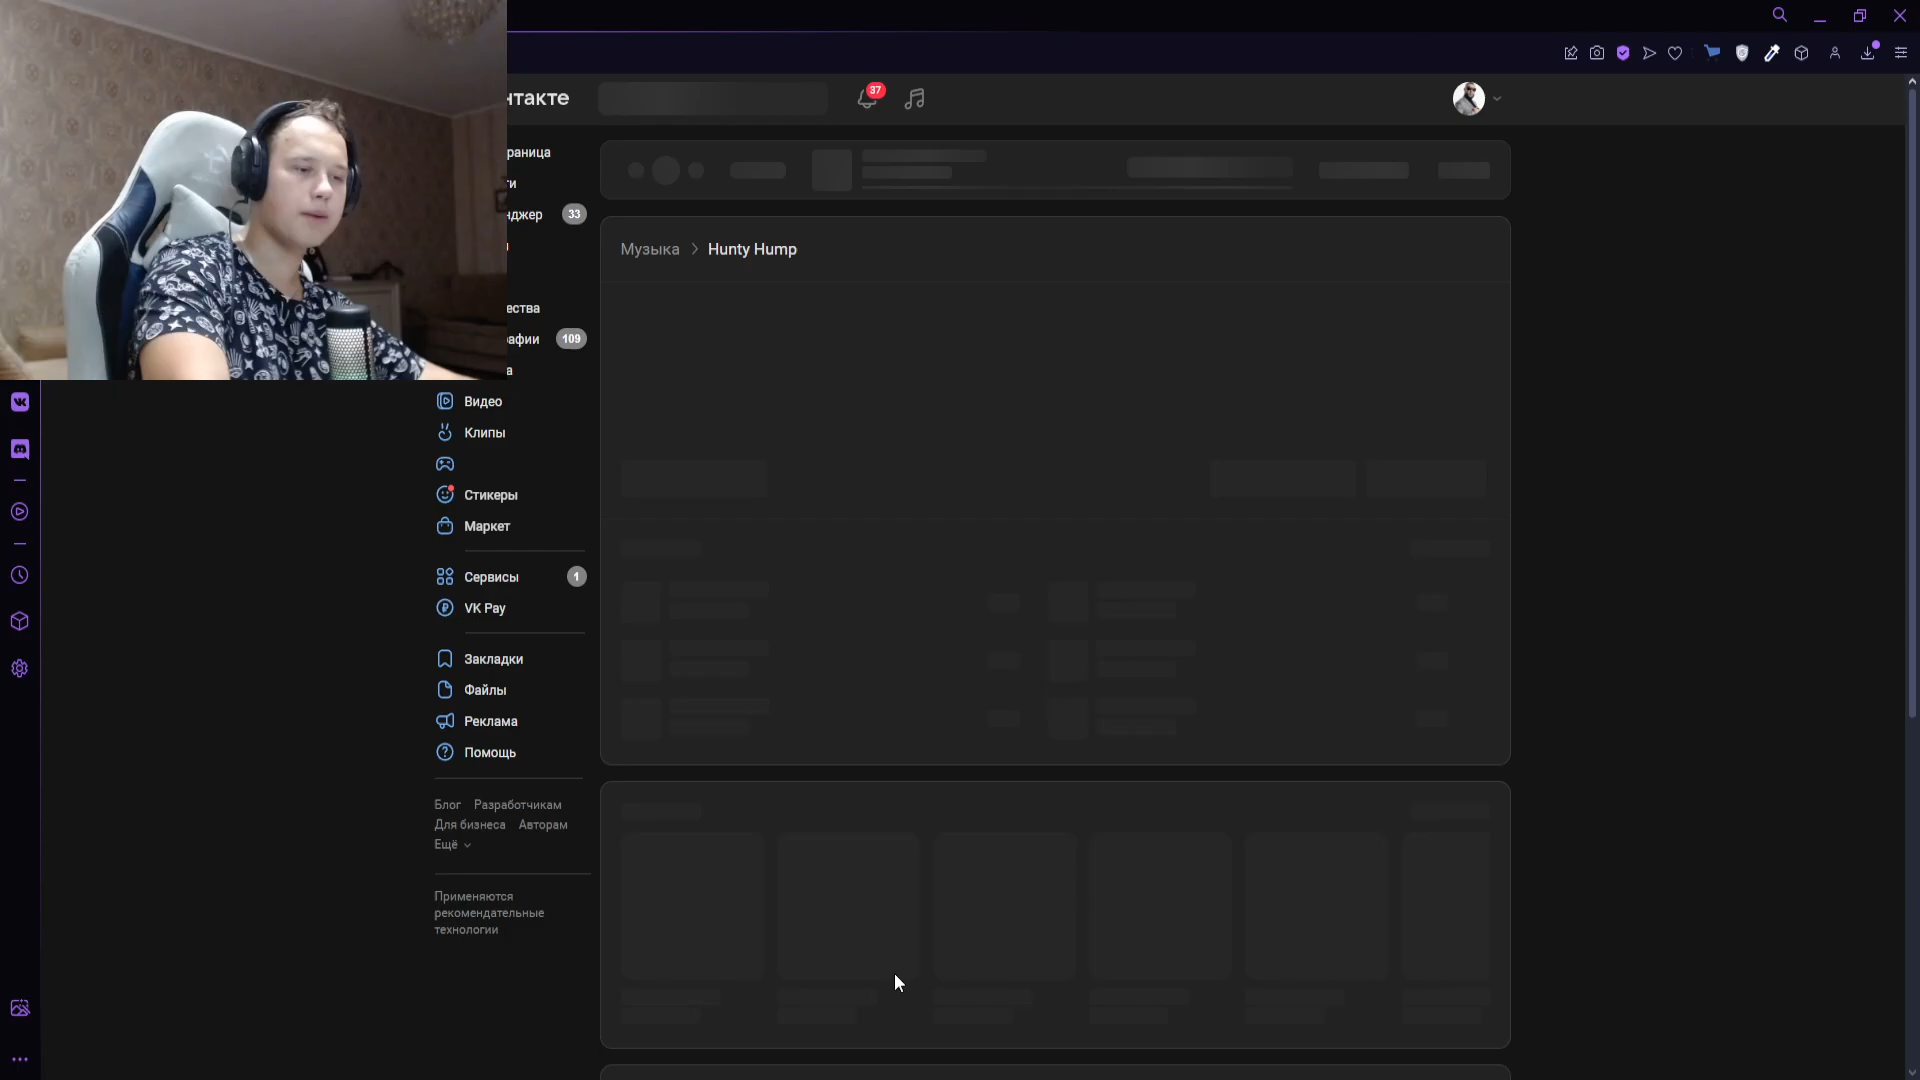 нтакте
37
раница
ти
нджер 33
ества
афии 109
а
Видео
Клипы
Стикеры
Маркет
Сервисы 1
VK Pay
Закладки
Файлы
Реклама
Помощь
Блог Разработчикам
Для бизнеса Авторам
Ещё
Применяются
рекомендательные
технологии
Музыка > Hunty Hump